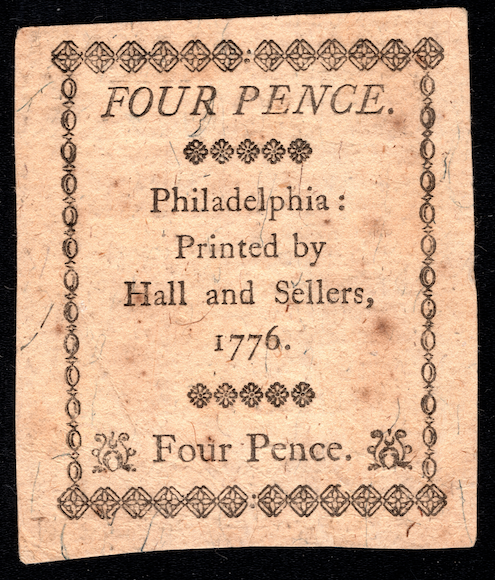 FOUR PENCE.
Philadelphia:
Printed by
Hall and Sellers,
1776.
Four Pence.